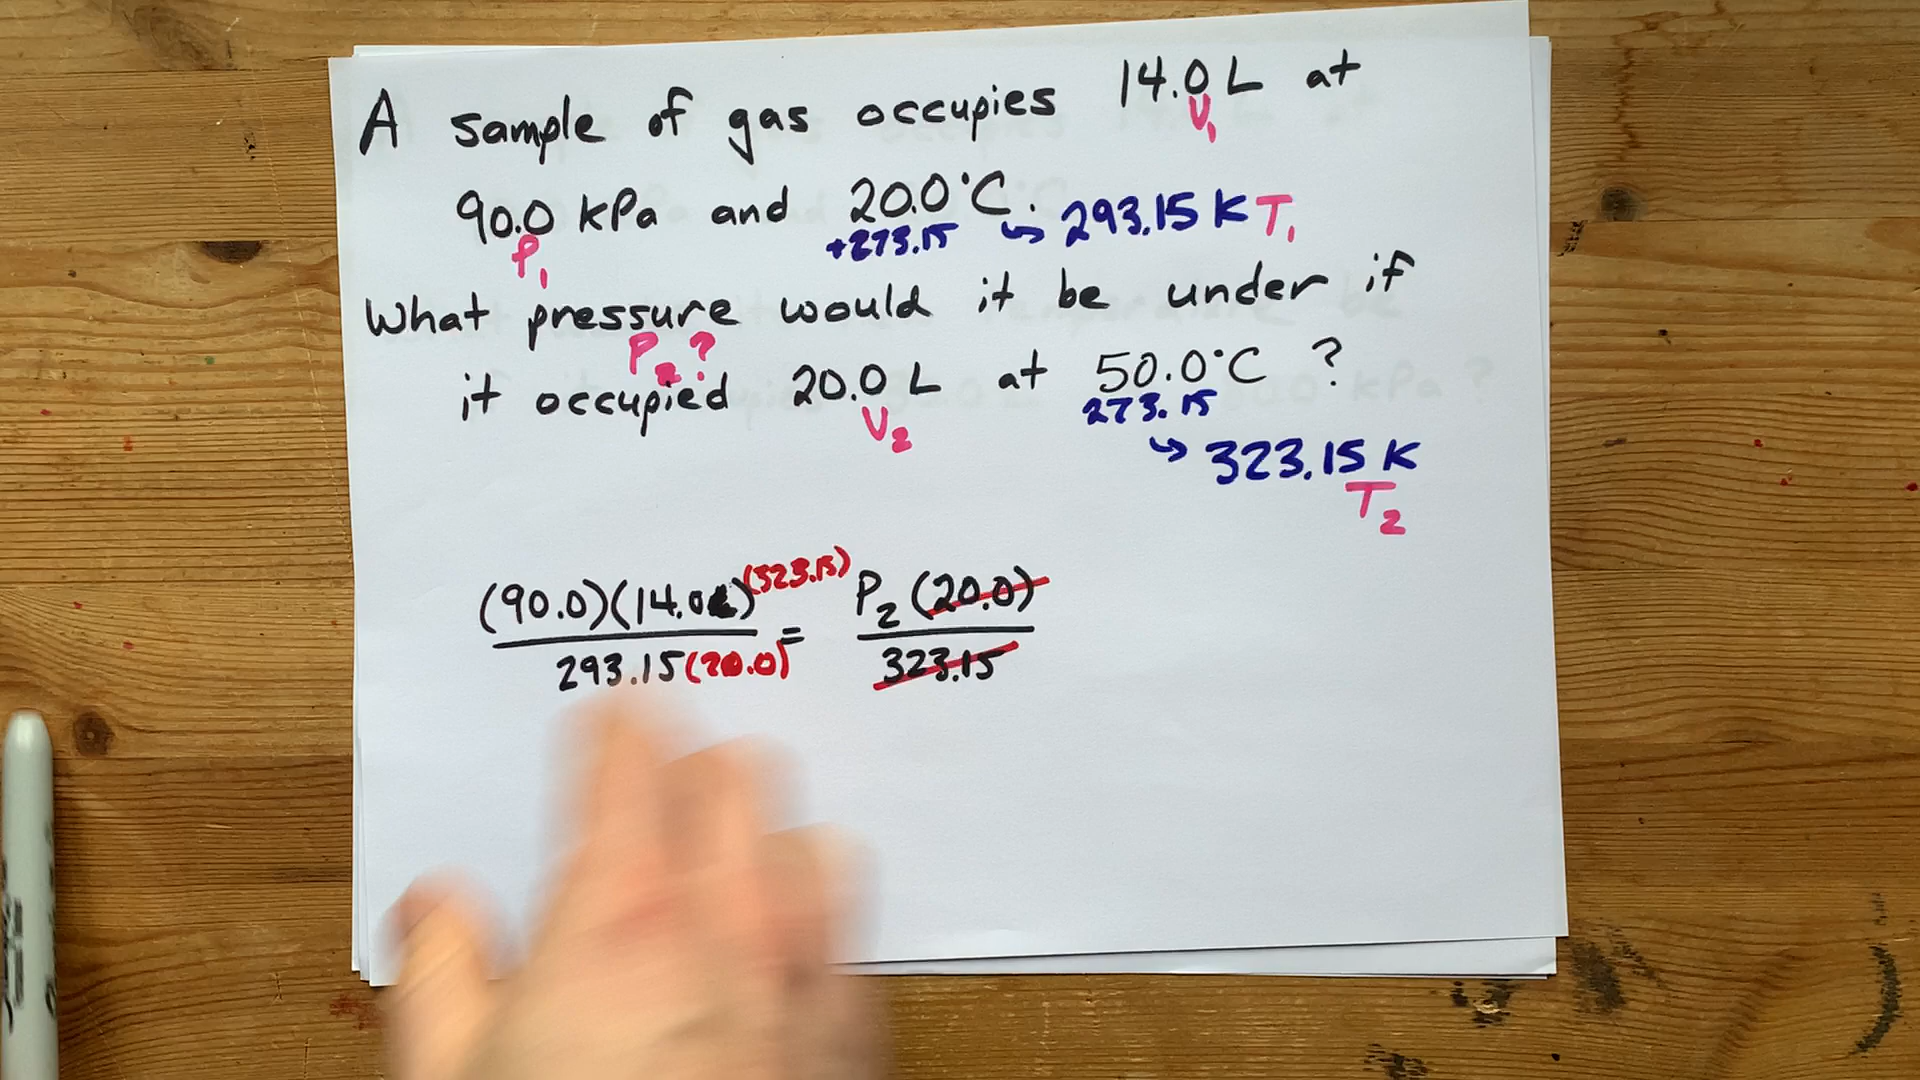 A sample of gas occupies 14.0 L at
V₁
90.0 kPa and 20.0°C. ↪ 293.15 K T₁
P₁ +273.15
What pressure would it be under if
P₂?
it occupied 20.0 L at 50.0°C ?
V₂ 273.15
↪ 323.15 K
T₂
(90.0)(14.0)(323.15) = P₂ (20.0)
293.15(20.0) 323.15